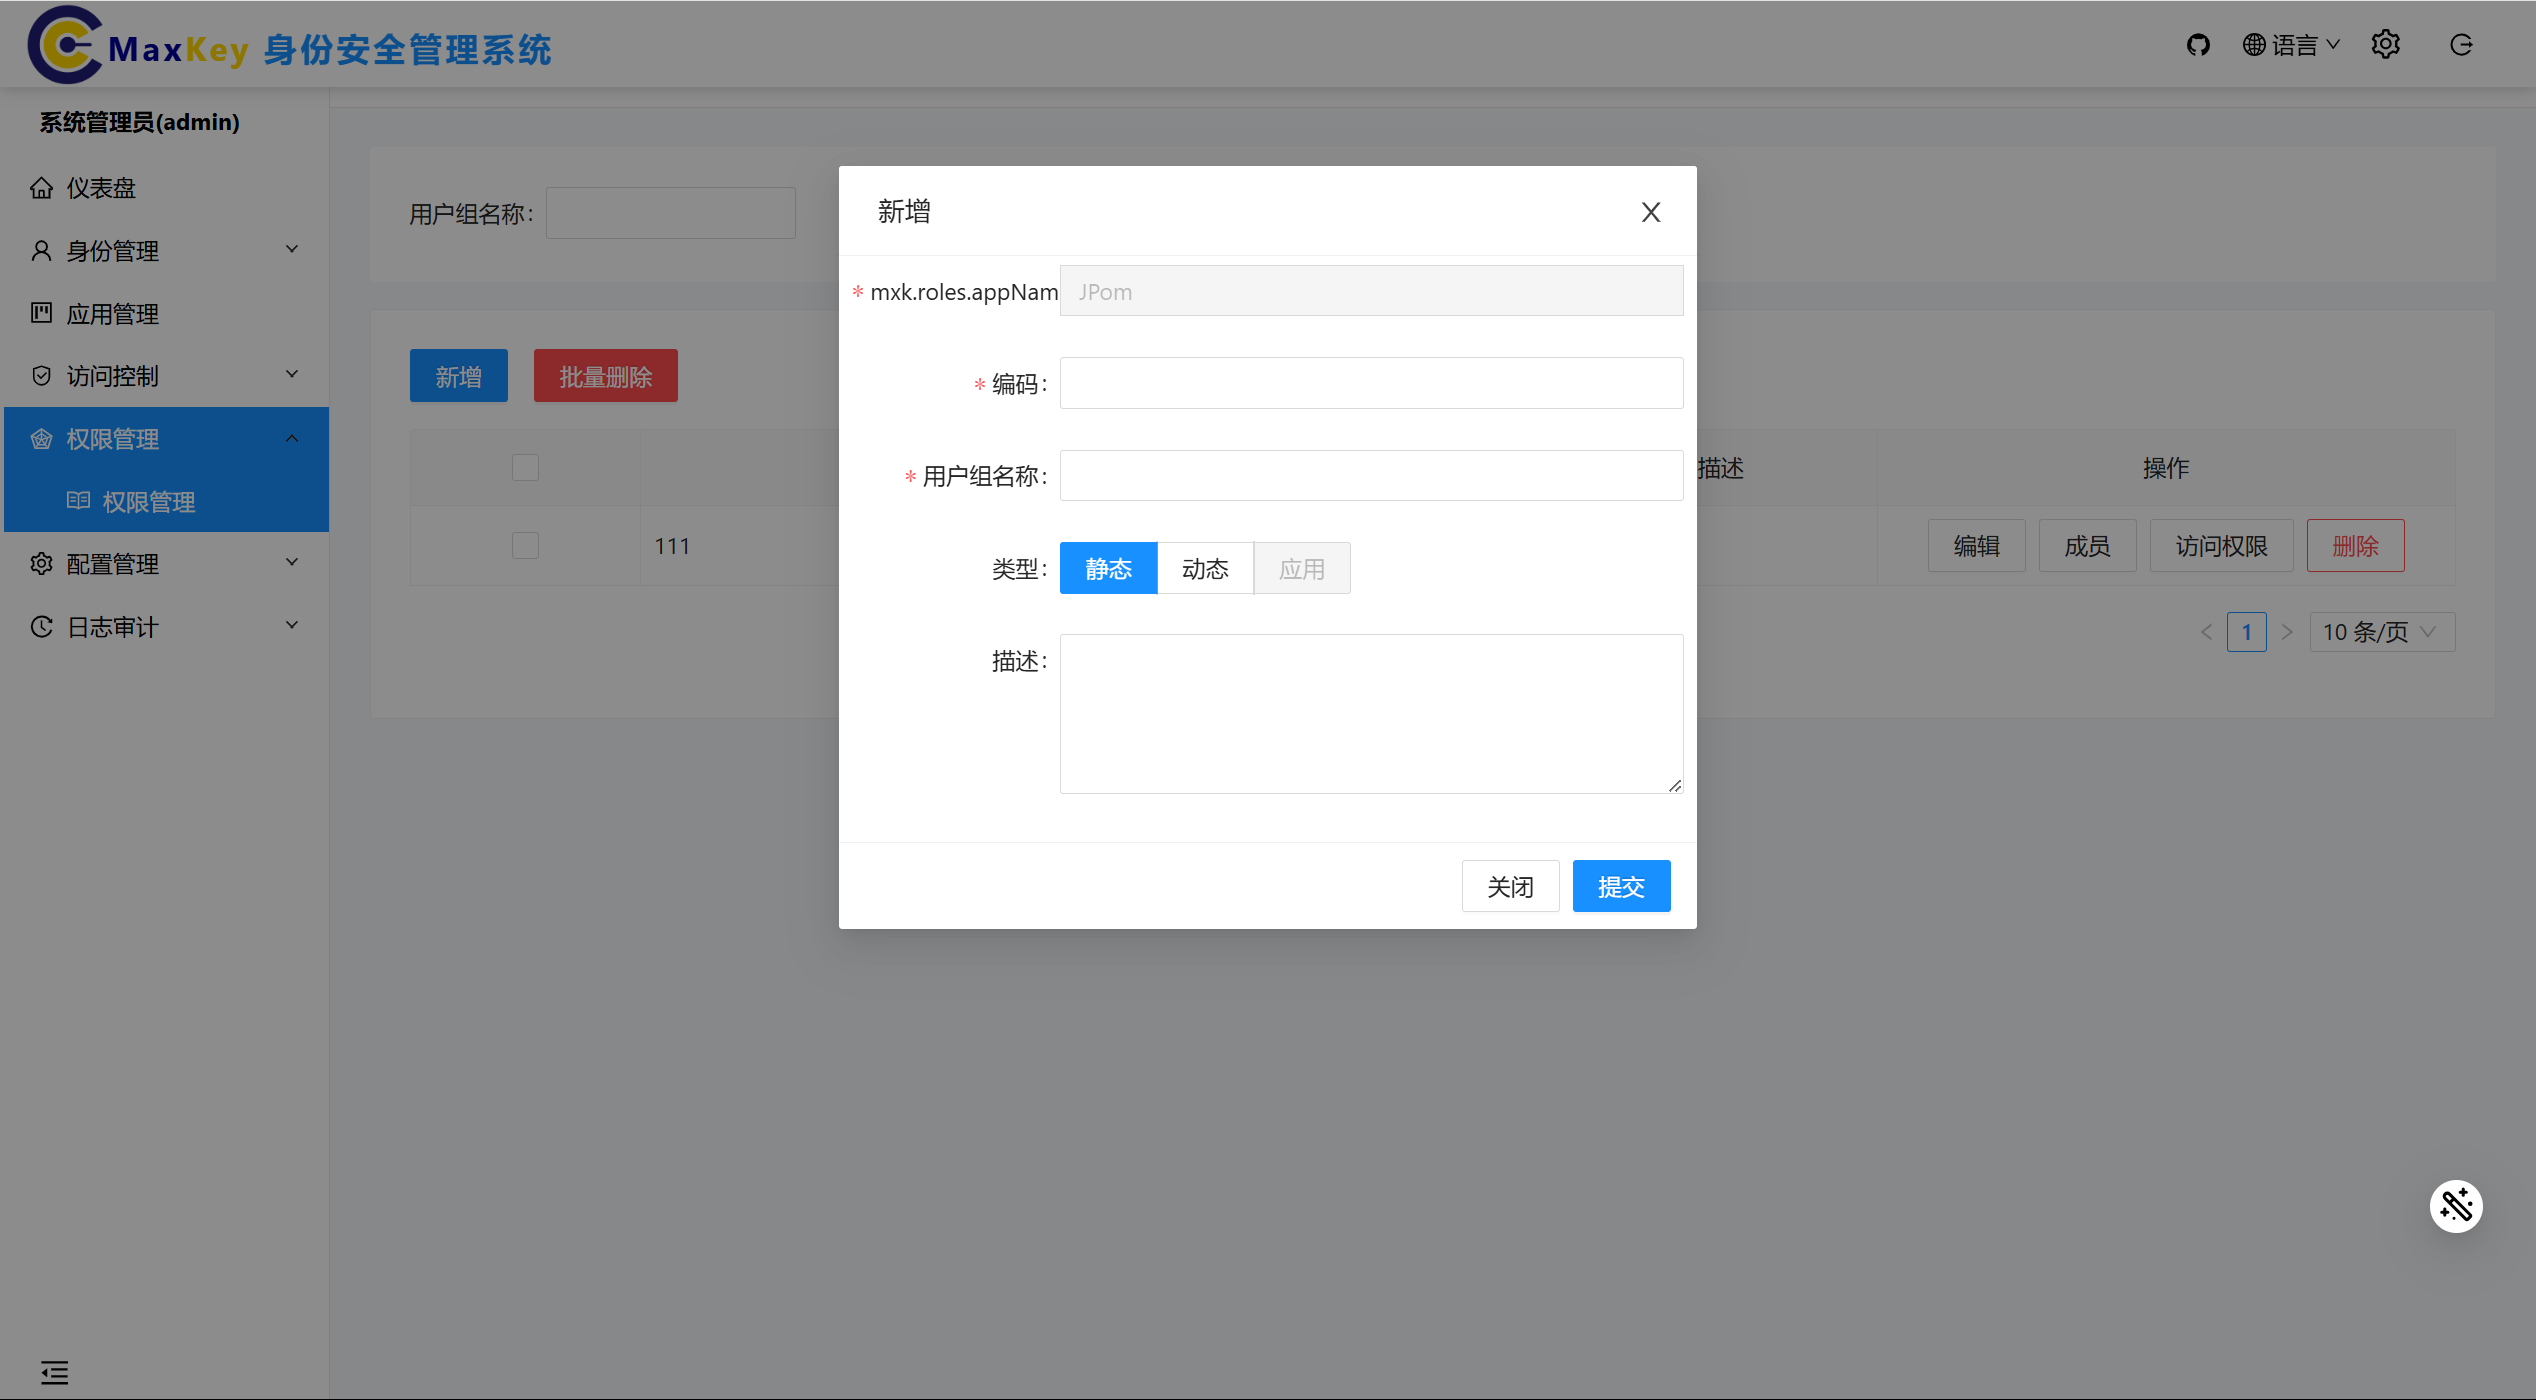 MaxKey 身份安全管理系统
语言
系统管理员(admin)
仪表盘
身份管理
应用管理
访问控制
权限管理
权限管理
配置管理
日志审计
用户组名称:
新增 批量删除
描述 操作
111 编辑 成员 访问权限 删除
1 10 条/页
新增
* mxk.roles.appNam JPom
* 编码:
* 用户组名称:
类型: 静态 动态 应用
描述:
关闭 提交